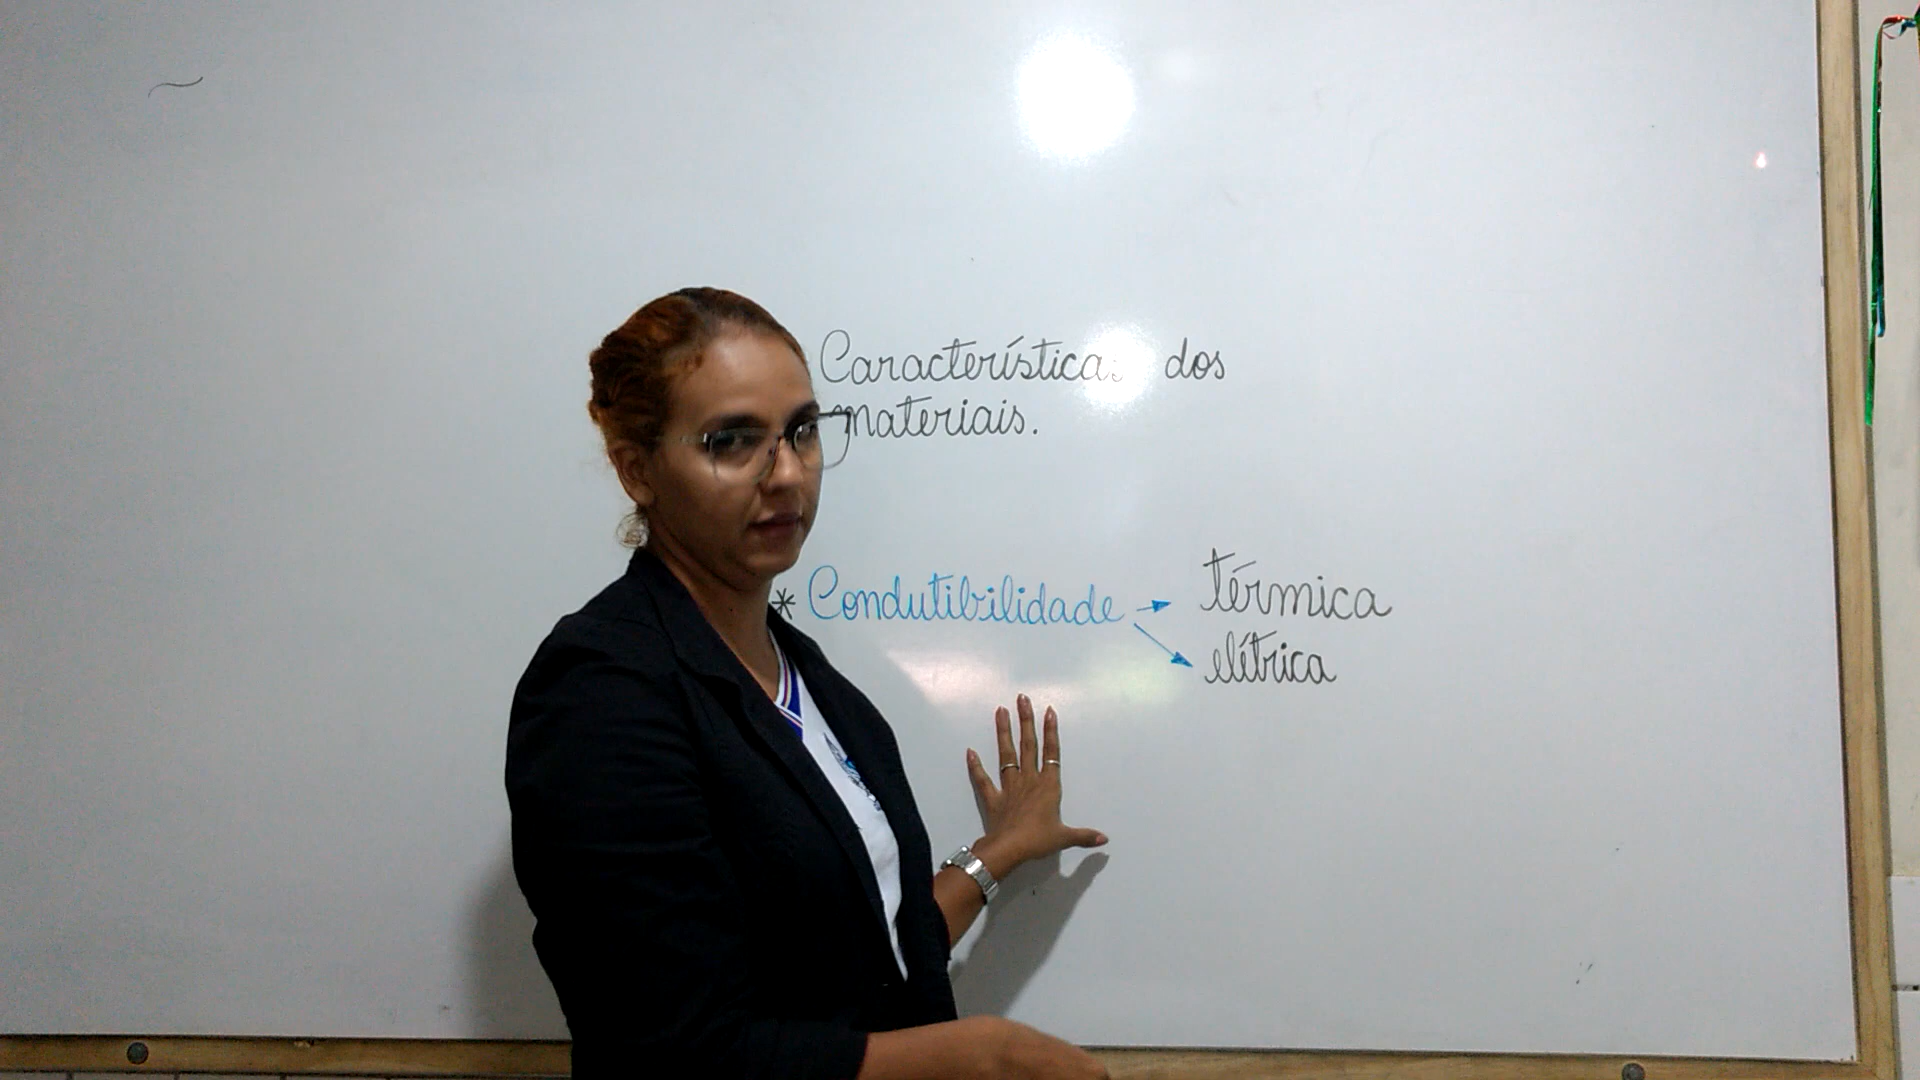 Características dos
materiais.
* Condutibilidade → térmica
elétrica